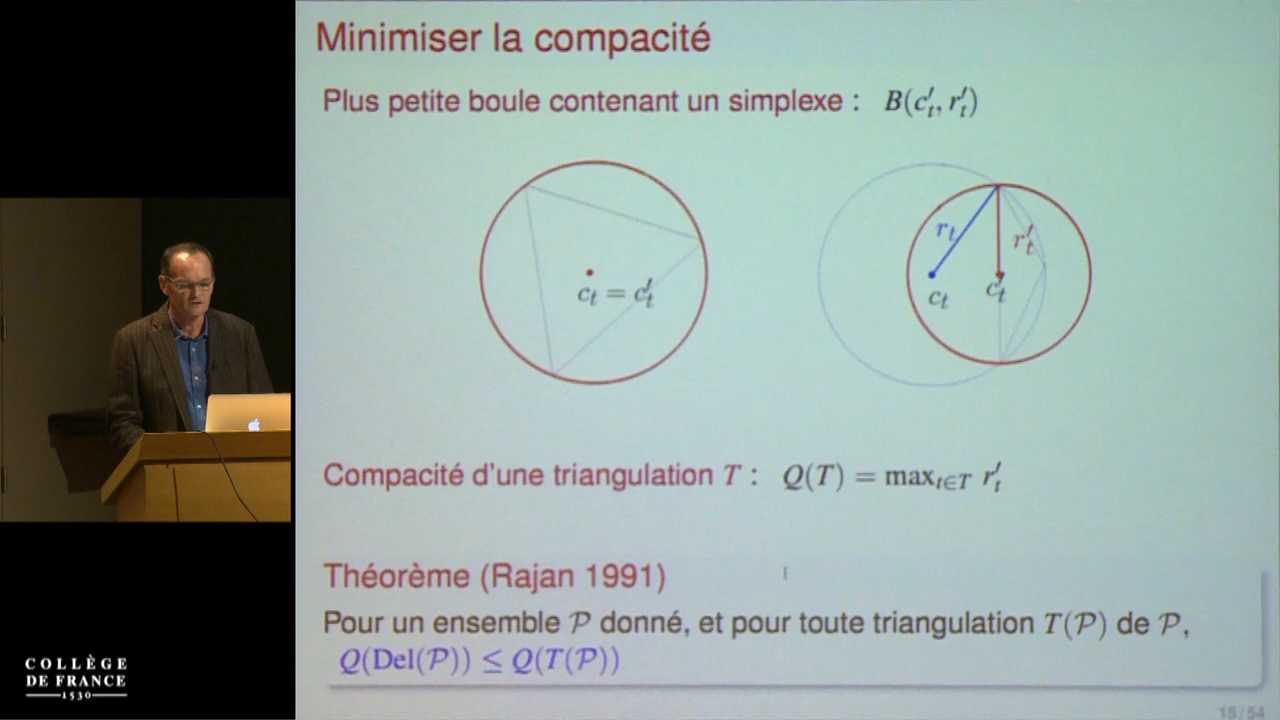 Minimiser la compacité
Plus petite boule contenant un simplexe : B(c′ₜ, r′ₜ)
cₜ = c′ₜ
rₜ
r′ₜ
cₜ
c′ₜ
Compacité d'une triangulation T : Q(T) = maxₜ∈T r′ₜ
Théorème (Rajan 1991)
Pour un ensemble P donné, et pour toute triangulation T(P) de P,
Q(Del(P)) ≤ Q(T(P))
COLLÈGE
DE FRANCE
1530
15 / 54